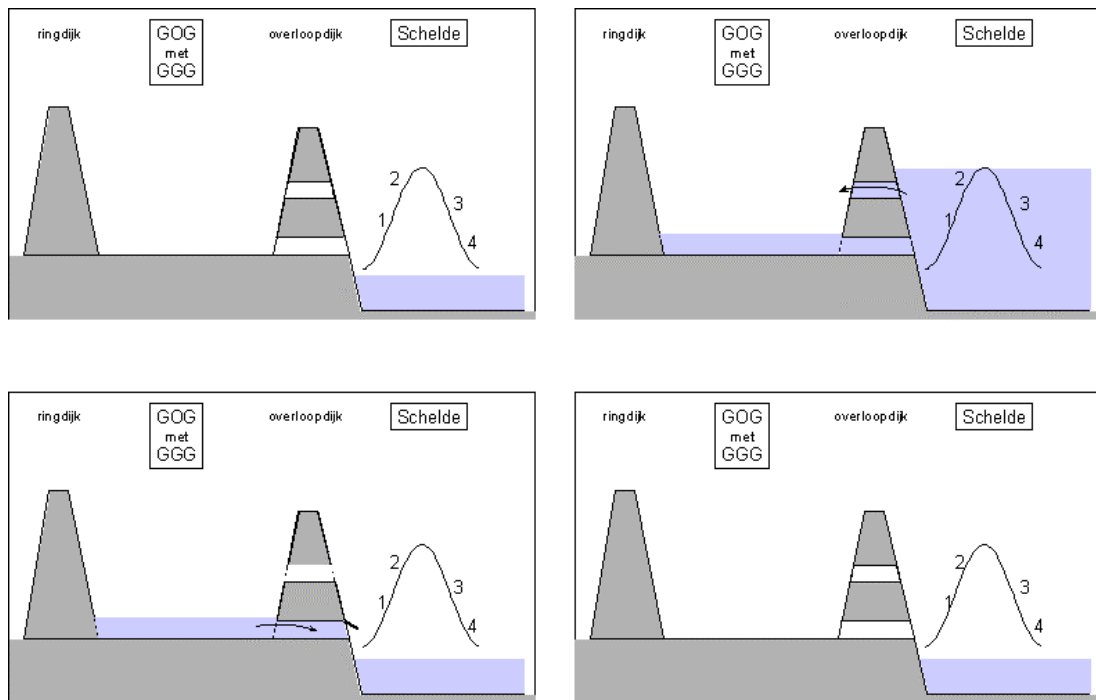 ringdijk
GOG
met
GGG
overloopdijk
Schelde
2
3
1
4
ringdijk
GOG
met
GGG
overloopdijk
Schelde
2
3
1
4
ringdijk
GOG
met
GGG
overloopdijk
Schelde
2
3
1
4
ringdijk
GOG
met
GGG
overloopdijk
Schelde
2
3
1
4